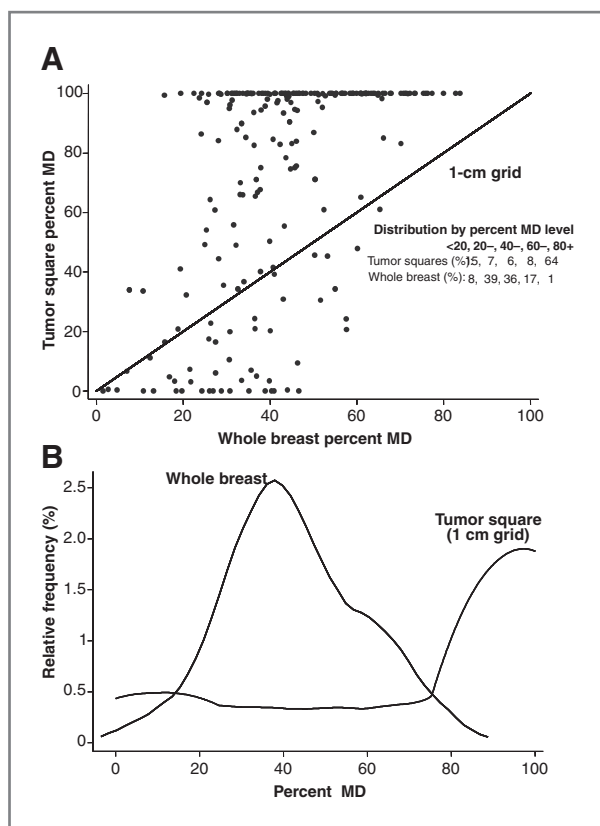 A
100
80
60
40
20
0
Tumor square percent MD
1-cm grid
Distribution by percent MD level
<20, 20–, 40–, 60–, 80+
Tumor squares (%):15, 7, 6, 8, 64
Whole breast (%): 8, 39, 36, 17, 1
0 20 40 60 80 100
Whole breast percent MD
B
2.5
2.0
1.5
1
0.5
0
Relative frequency (%)
Whole breast
Tumor square
(1 cm grid)
0 20 40 60 80 100
Percent MD